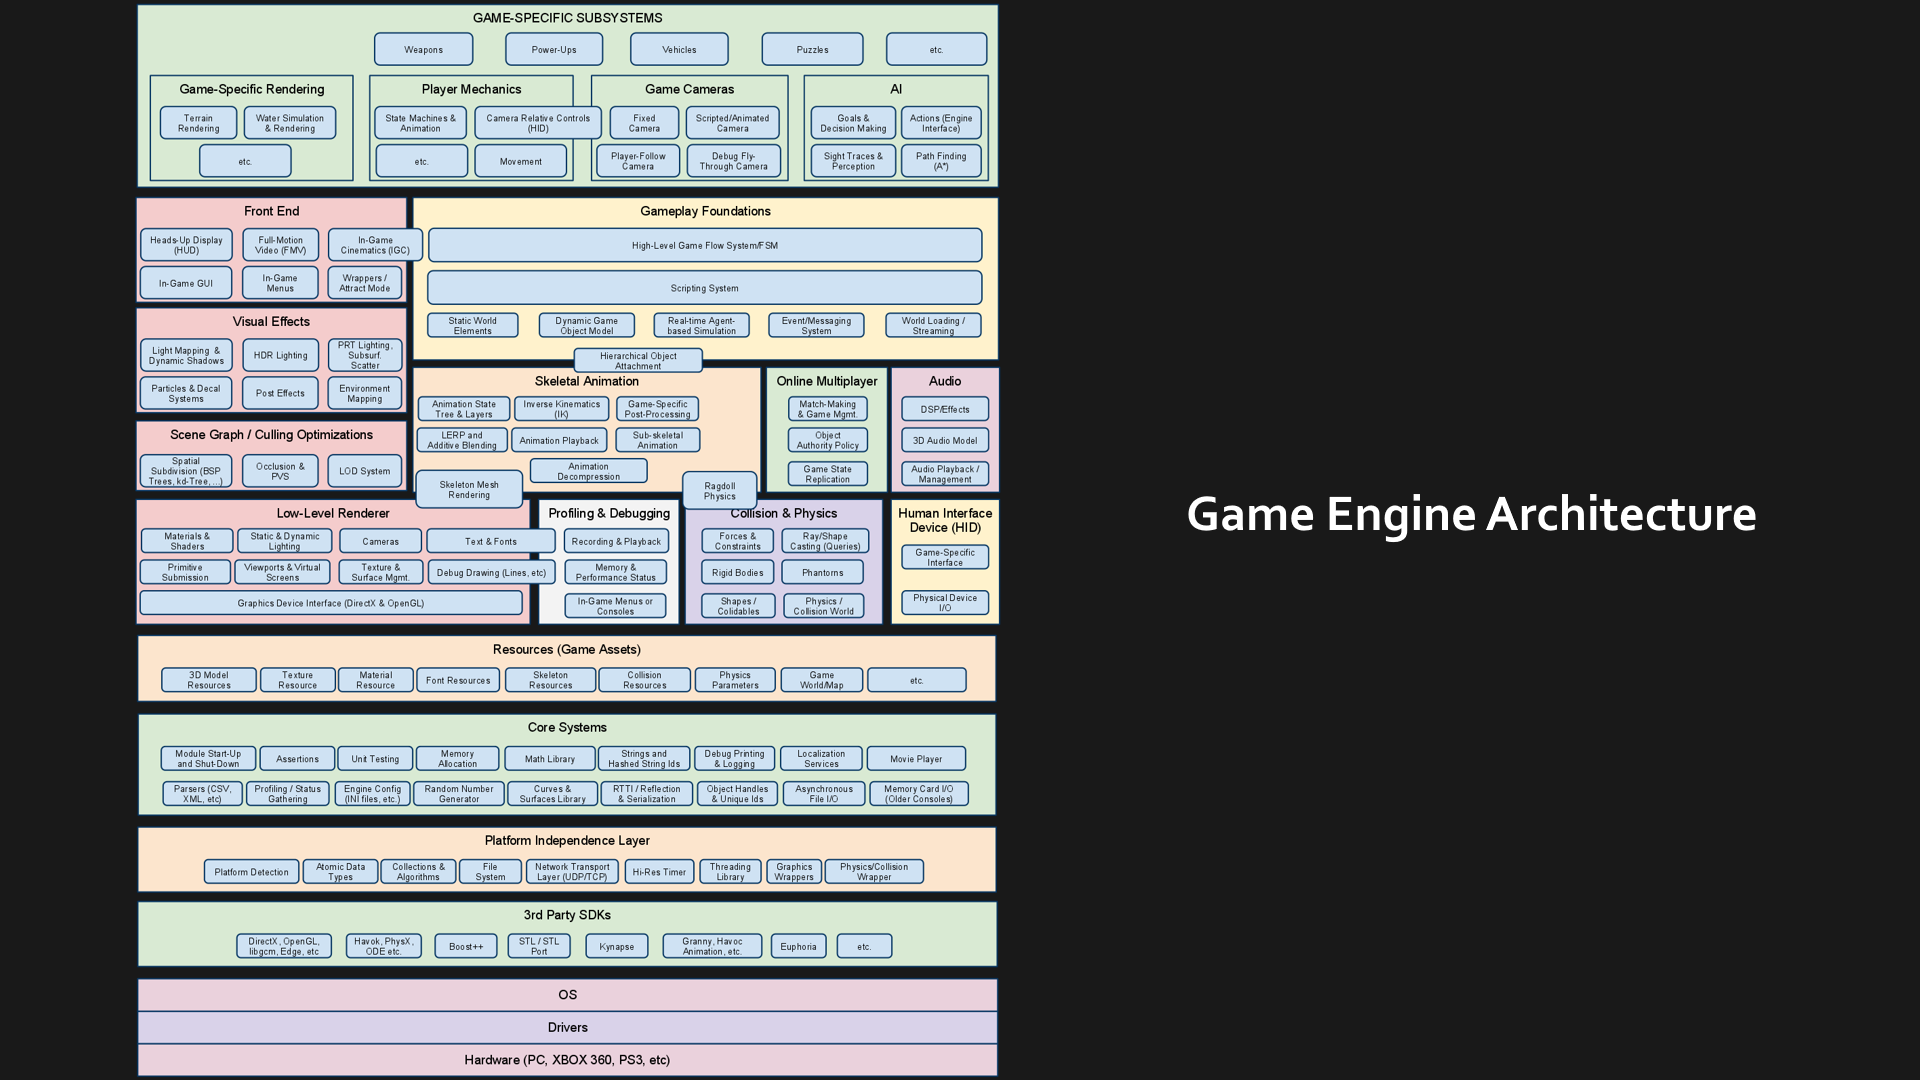 GAME-SPECIFIC SUBSYSTEMS
Weapons
Power-Ups
Vehicles
Puzzles
etc.
Game-Specific Rendering
Terrain
Rendering
Water Simulation
& Rendering
etc.
Player Mechanics
State Machines &
Animation
Camera Relative Controls
(HID)
etc.
Movement
Game Cameras
Fixed
Camera
Scripted/Animated
Camera
Player-Follow
Camera
Debug Fly-
Through Camera
AI
Goals &
Decision Making
Actions (Engine
Interface)
Sight Traces &
Perception
Path Finding
(A*)
Front End
Heads-Up Display
(HUD)
Full-Motion
Video (FMV)
In-Game
Cinematics (IGC)
In-Game GUI
In-Game
Menus
Wrappers /
Attract Mode
Gameplay Foundations
High-Level Game Flow System/FSM
Scripting System
Static World
Elements
Dynamic Game
Object Model
Real-time Agent-
based Simulation
Event/Messaging
System
World Loading /
Streaming
Hierarchical Object
Attachment
Visual Effects
Light Mapping &
Dynamic Shadows
HDR Lighting
PRT Lighting,
Subsurf.
Scatter
Particles & Decal
Systems
Post Effects
Environment
Mapping
Scene Graph / Culling Optimizations
Spatial
Subdivision (BSP
Trees, kd-Tree, ...)
Occlusion &
PVS
LOD System
Skeletal Animation
Animation State
Tree & Layers
Inverse Kinematics
(IK)
Game-Specific
Post-Processing
LERP and
Additive Blending
Animation Playback
Sub-skeletal
Animation
Animation
Decompression
Skeleton Mesh
Rendering
Ragdoll
Physics
Online Multiplayer
Match-Making
& Game Mgmt.
Object
Authority Policy
Game State
Replication
Audio
DSP/Effects
3D Audio Model
Audio Playback /
Management
Low-Level Renderer
Materials &
Shaders
Static & Dynamic
Lighting
Cameras
Text & Fonts
Primitive
Submission
Viewports & Virtual
Screens
Texture &
Surface Mgmt.
Debug Drawing (Lines, etc)
Graphics Device Interface (DirectX & OpenGL)
Profiling & Debugging
Recording & Playback
Memory &
Performance Status
In-Game Menus or
Consoles
Collision & Physics
Forces &
Constraints
Ray/Shape
Casting (Queries)
Rigid Bodies
Phantoms
Shapes /
Colidables
Physics /
Collision World
Human Interface
Device (HID)
Game-Specific
Interface
Physical Device
I/O
Game Engine Architecture
Resources (Game Assets)
3D Model
Resources
Texture
Resource
Material
Resource
Font Resources
Skeleton
Resources
Collision
Resources
Physics
Parameters
Game
World/Map
etc.
Core Systems
Module Start-Up
and Shut-Down
Assertions
Unit Testing
Memory
Allocation
Math Library
Strings and
Hashed String Ids
Debug Printing
& Logging
Localization
Services
Movie Player
Parsers (CSV,
XML, etc)
Profiling / Status
Gathering
Engine Config
(INI files, etc.)
Random Number
Generator
Curves &
Surfaces Library
RTTI / Reflection
& Serialization
Object Handles
& Unique Ids
Asynchronous
File I/O
Memory Card I/O
(Older Consoles)
Platform Independence Layer
Platform Detection
Atomic Data
Types
Collections &
Algorithms
File
System
Network Transport
Layer (UDP/TCP)
Hi-Res Timer
Threading
Library
Graphics
Wrappers
Physics/Collision
Wrapper
3rd Party SDKs
DirectX, OpenGL,
libgcm, Edge, etc
Havok, PhysX,
ODE etc.
Boost++
STL / STL
Port
Kynapse
Granny, Havoc
Animation, etc.
Euphoria
etc.
OS
Drivers
Hardware (PC, XBOX 360, PS3, etc)